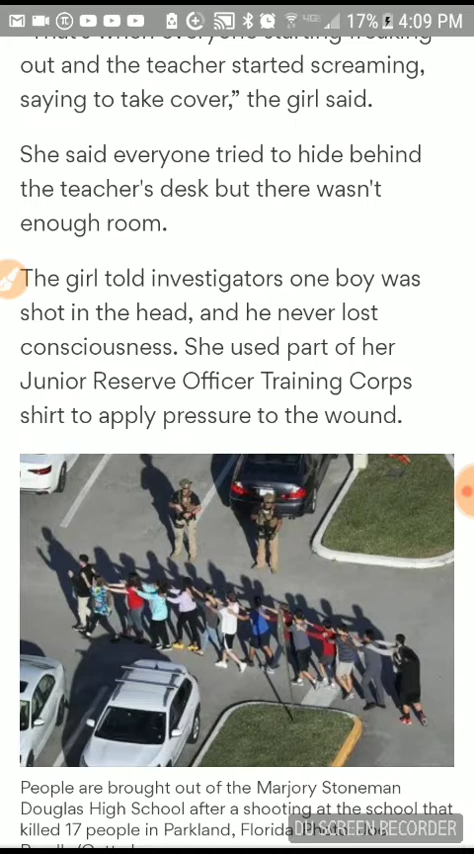 17% 4:09 PM
out and the teacher started screaming,
saying to take cover,” the girl said.
She said everyone tried to hide behind
the teacher's desk but there wasn't
enough room.
The girl told investigators one boy was
shot in the head, and he never lost
consciousness. She used part of her
Junior Reserve Officer Training Corps
shirt to apply pressure to the wound.
People are brought out of the Marjory Stoneman
Douglas High School after a shooting at the school that
killed 17 people in Parkland, Florida
DU SCREEN RECORDER